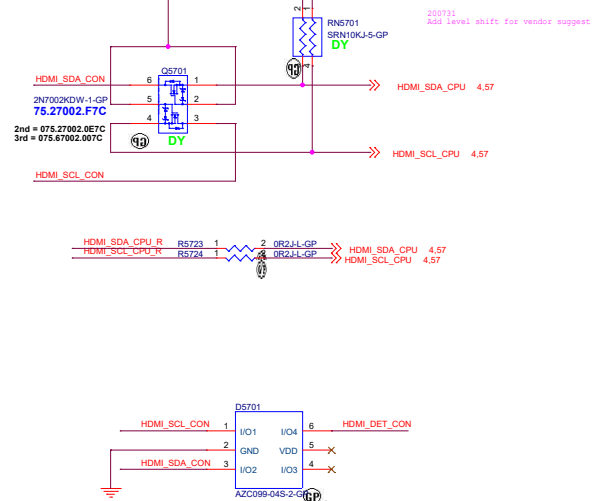 200731
Add level shift for vendor suggest
2 1
RN5701
SRN10KJ-5-GP
DY
Q5701
HDMI_SDA_CON 6 1
HDMI_SDA_CPU 4,57
2N7002KDW-1-GP 5 2
75.27002.F7C
4 3
2nd = 075.27002.0E7C
3rd = 075.67002.007C
DY
HDMI_SCL_CPU 4,57
HDMI_SCL_CON
HDMI_SDA_CPU_R R5723 1 2 0R2J-L-GP HDMI_SDA_CPU 4,57
HDMI_SCL_CPU_R R5724 1 0R2J-L-GP HDMI_SCL_CPU 4,57
D5701
HDMI_SCL_CON 1 I/O1 I/O4 6 HDMI_DET_CON
2 GND VDD 5
HDMI_SDA_CON 3 I/O2 I/O3 4
AZC099-04S-2-GP
GP